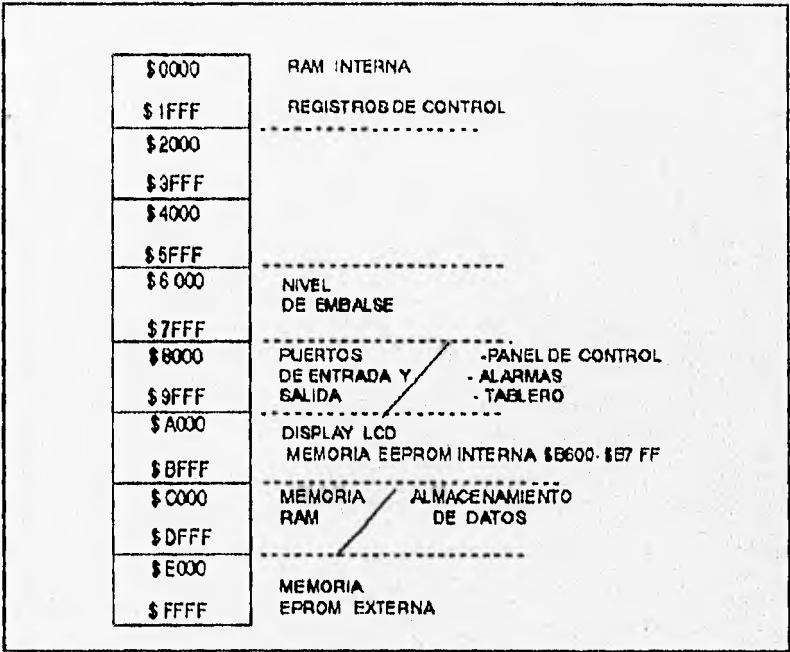 $0000 RAM INTERNA
$1FFF REGISTROS DE CONTROL
$2000
$3FFF
$4000
$5FFF
$6000 NIVEL
DE EMBALSE
$7FFF
$8000 PUERTOS -PANEL DE CONTROL
DE ENTRADA Y - ALARMAS
$9FFF SALIDA - TABLERO
$A000 DISPLAY LCD
MEMORIA EEPROM INTERNA $B600-$B7FF
$BFFF
$C000 MEMORIA ALMACENAMIENTO
RAM DE DATOS
$DFFF
$E000
MEMORIA
$FFFF EPROM EXTERNA